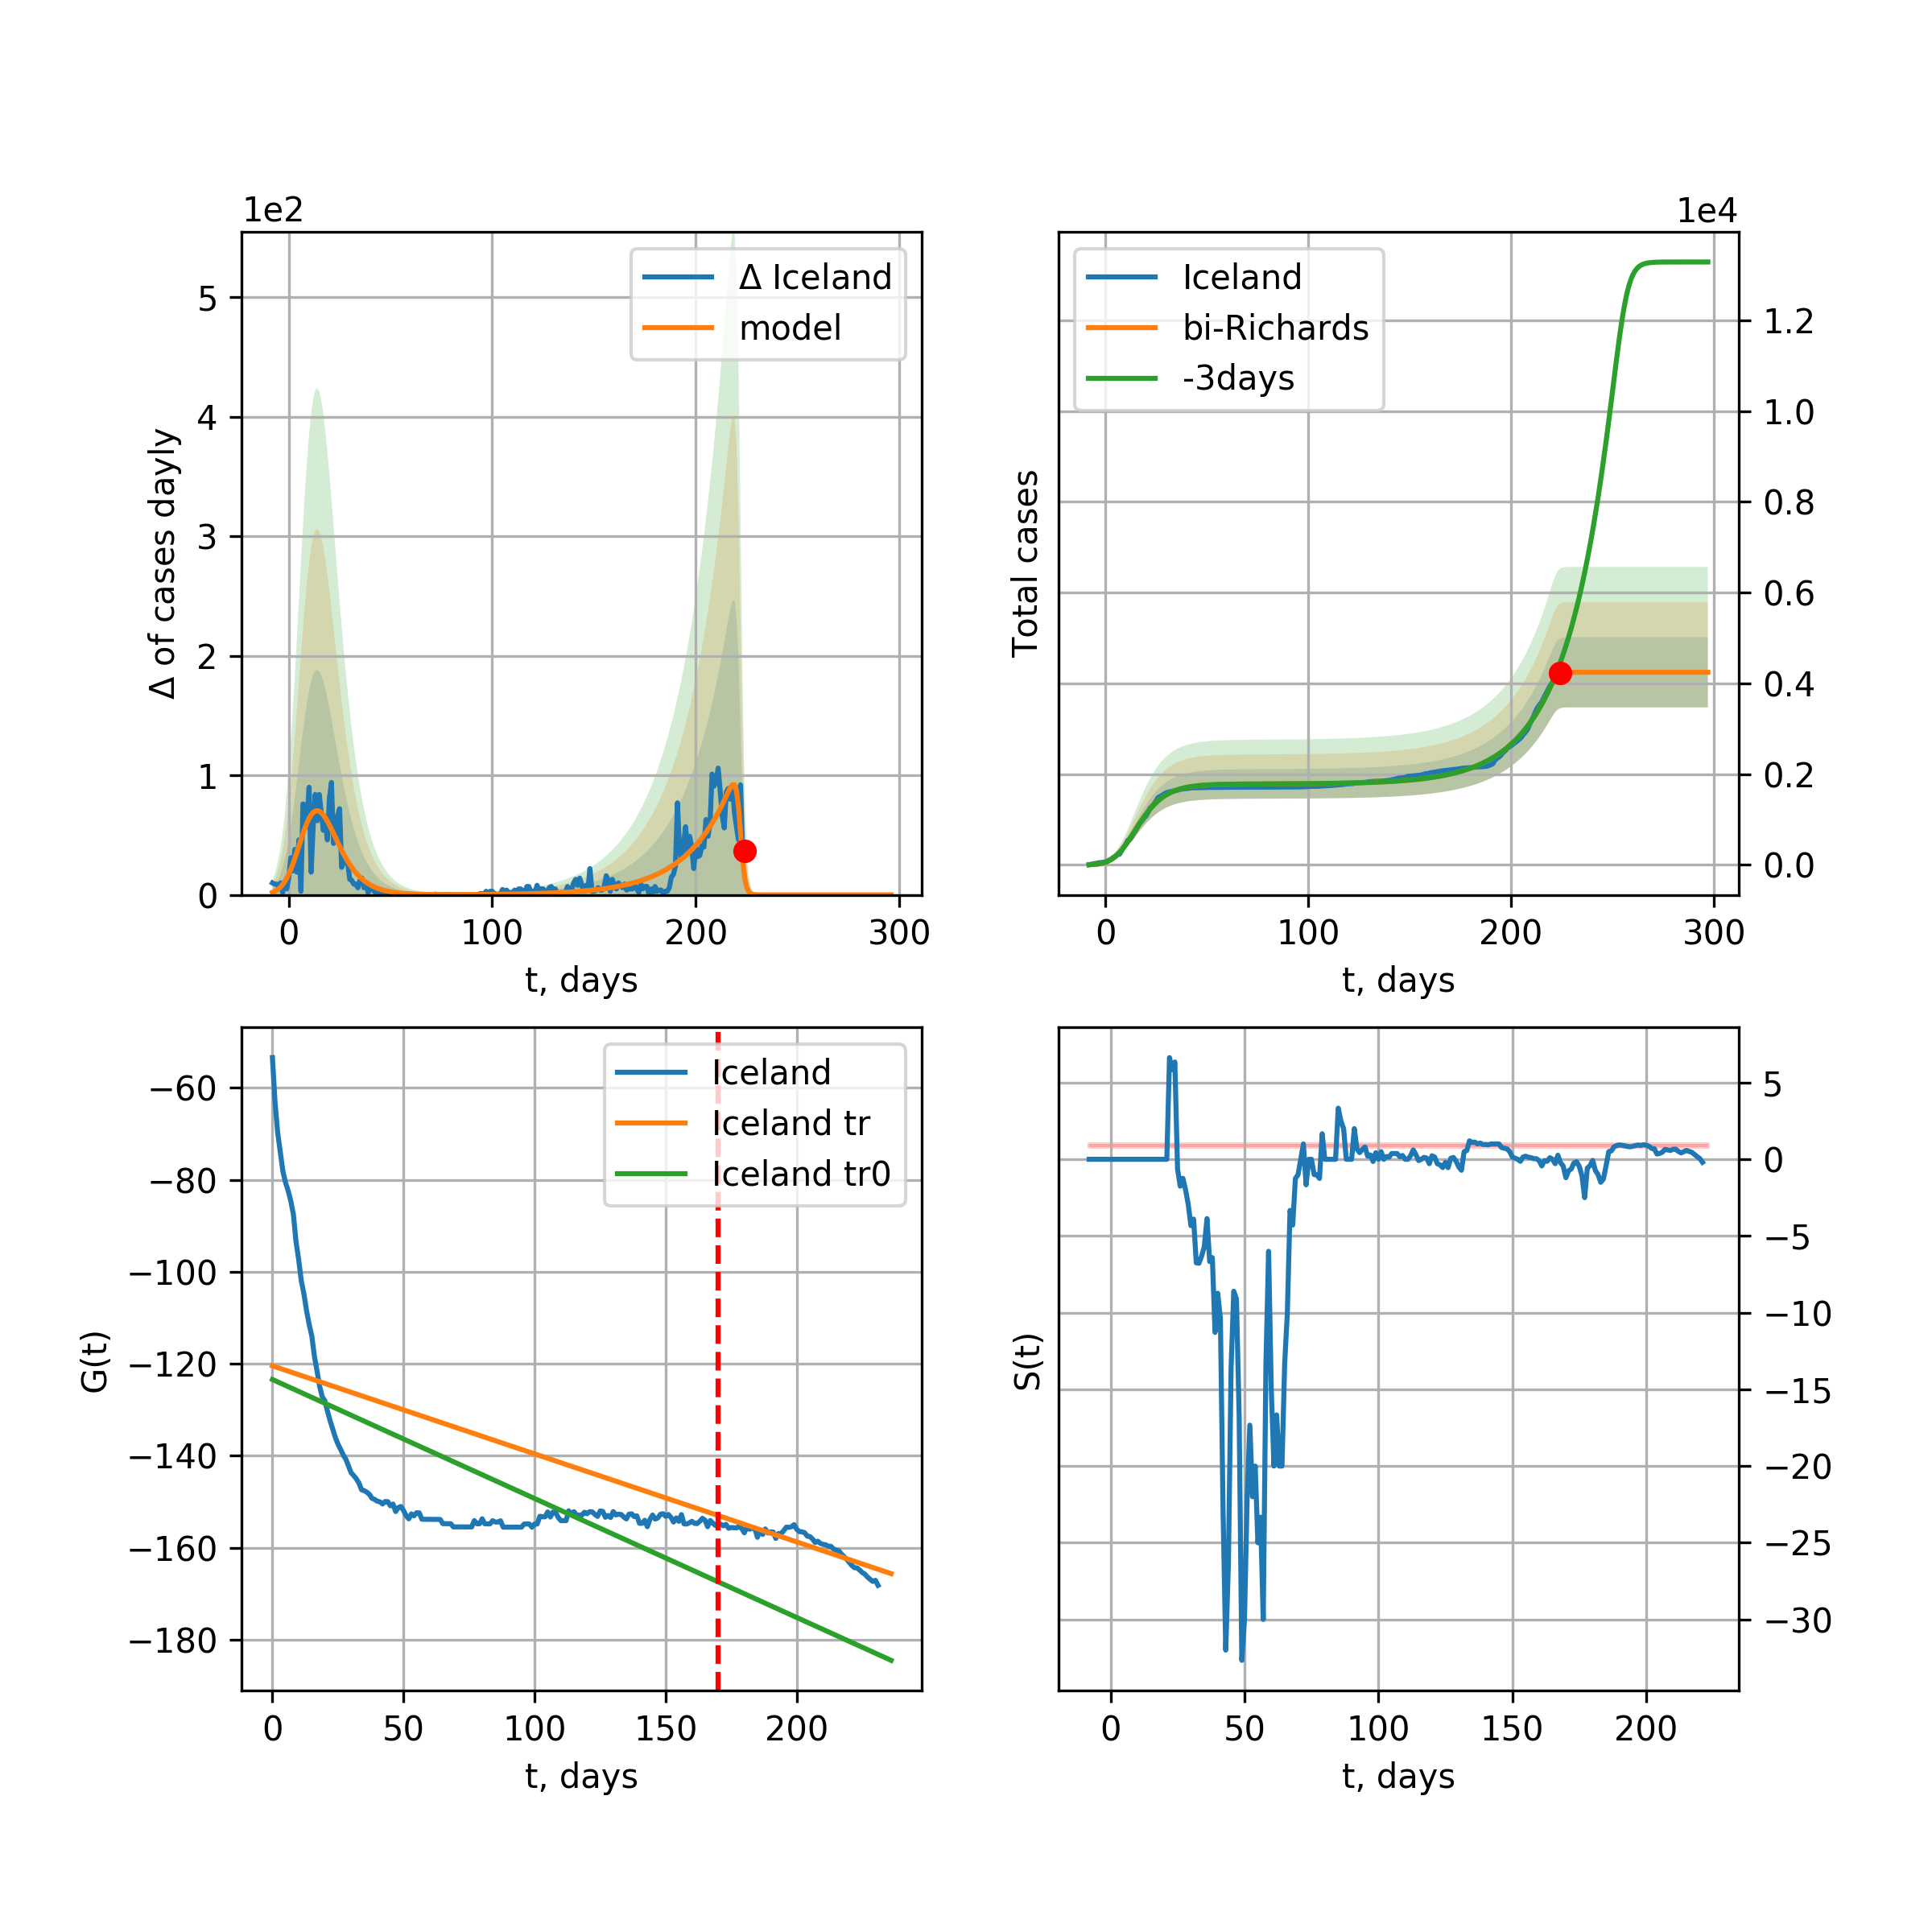 1e2
Δ of cases dayly
5
4
3
2
1
0
Δ Iceland
model
0
100
200
300
t, days
1e4
Total cases
Iceland
bi-Richards
-3days
1.2
1.0
0.8
0.6
0.4
0.2
0.0
0
100
200
300
t, days
G(t)
−60
−80
−100
−120
−140
−160
−180
Iceland
Iceland tr
Iceland tr0
0
50
100
150
200
t, days
S(t)
5
0
−5
−10
−15
−20
−25
−30
0
50
100
150
200
t, days